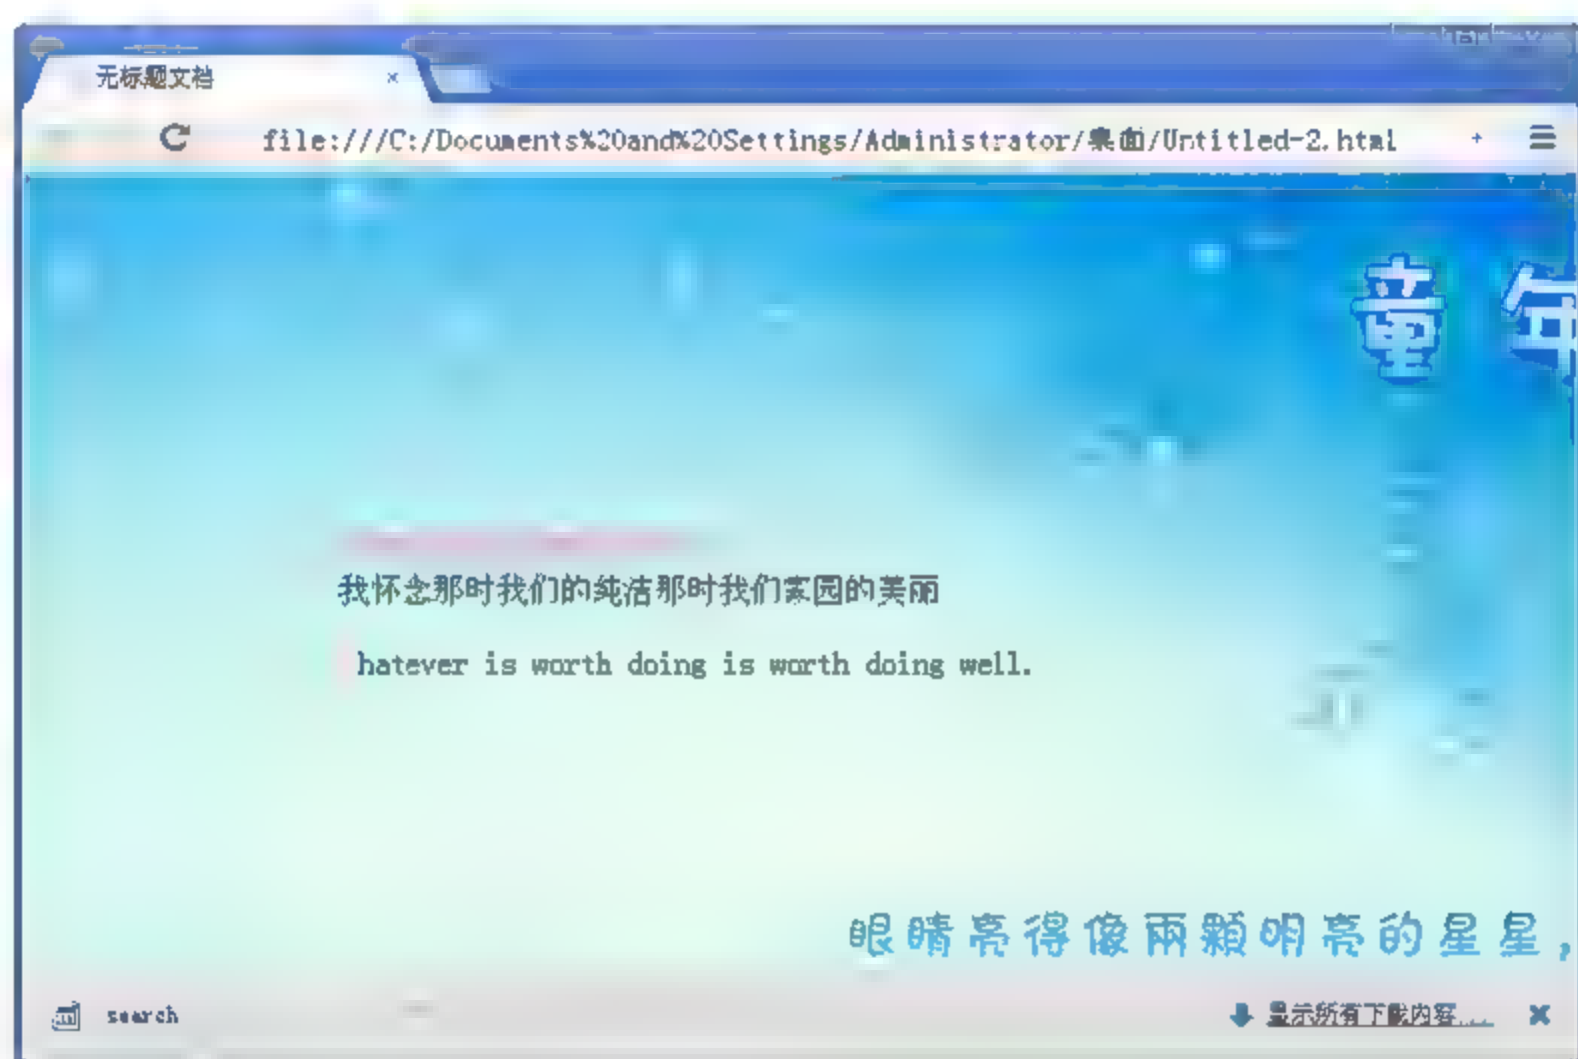 无标题文档 ×
file:///C:/Documents%20and%20Settings/Administrator/桌面/Untitled-2.html
童年
我怀念那时我们的纯洁那时我们家园的美丽
hatever is worth doing is worth doing well.
眼睛亮得像兩顆明亮的星星,
search
显示所有下载内容...